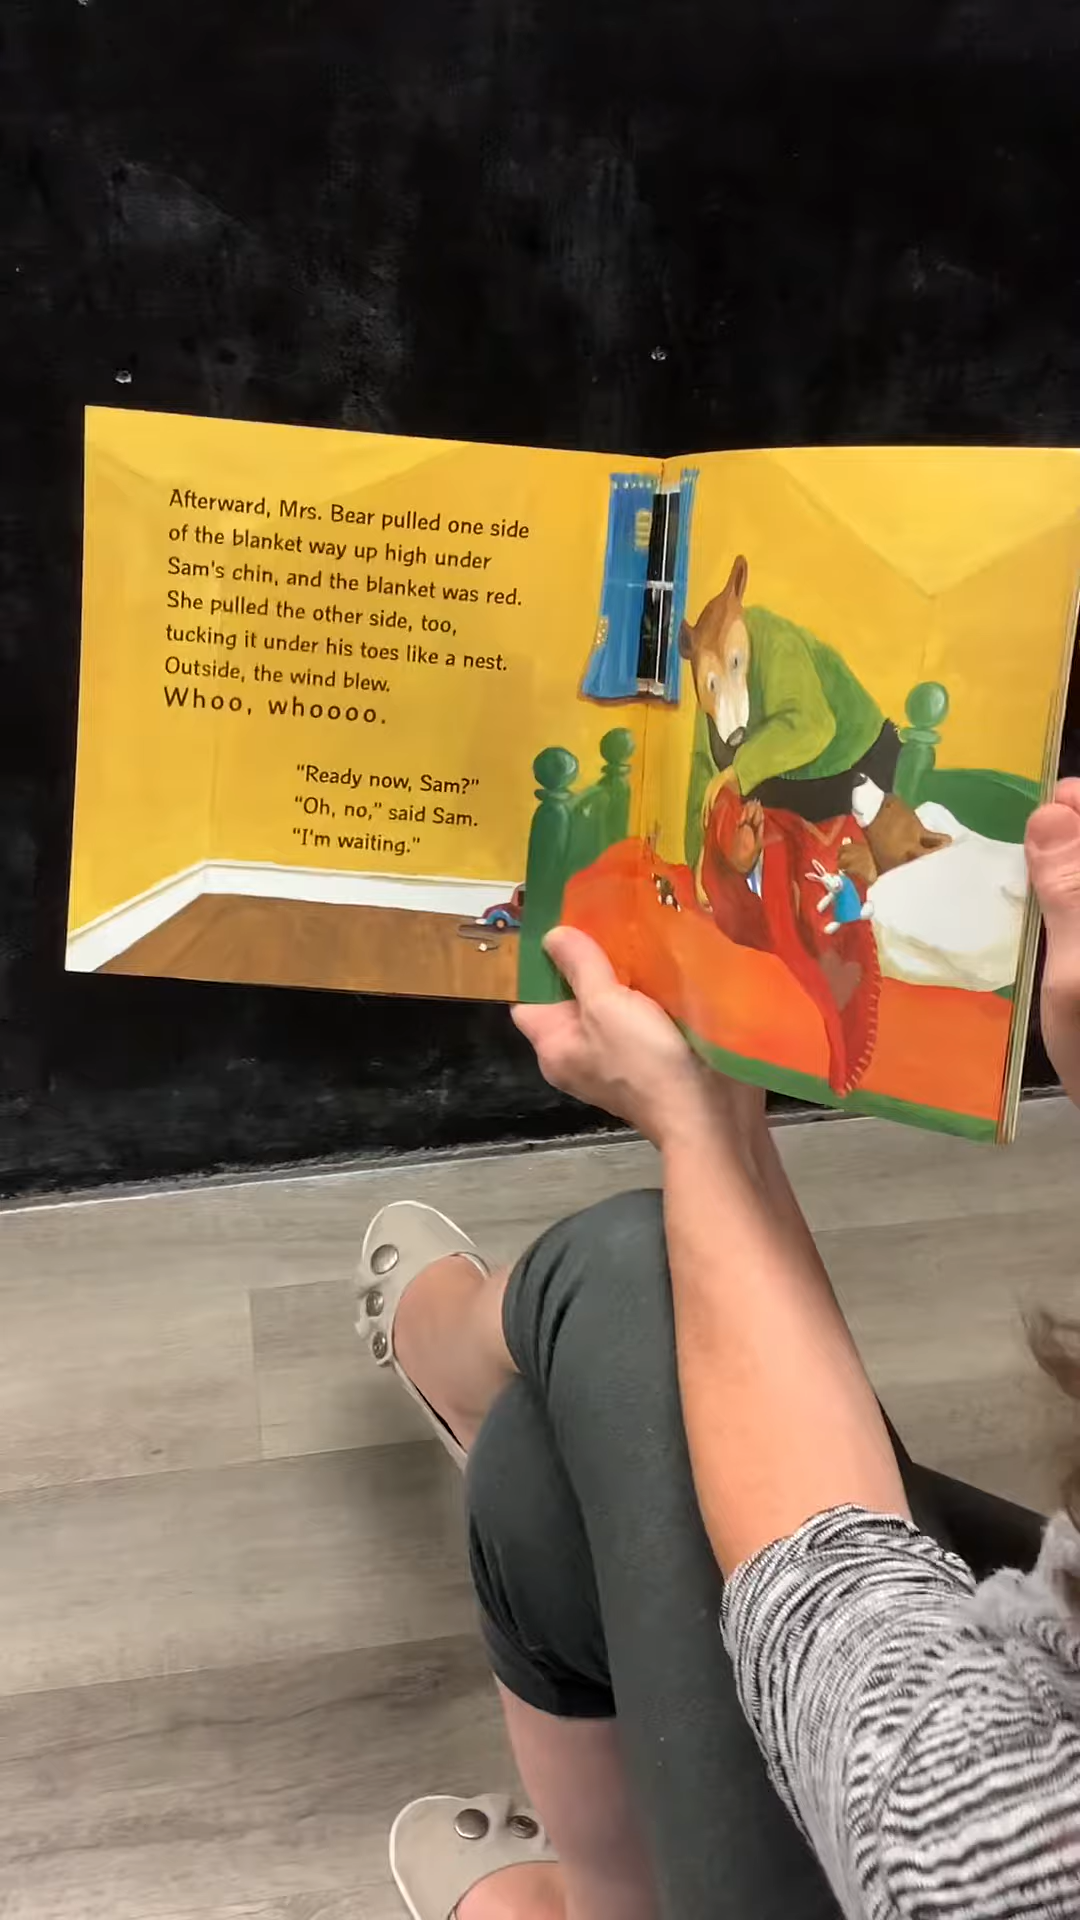 Afterward, Mrs. Bear pulled one side
of the blanket way up high under
Sam's chin, and the blanket was red.
She pulled the other side, too,
tucking it under his toes like a nest.
Outside, the wind blew.
Whoo, whoooo.
"Ready now, Sam?"
"Oh, no," said Sam.
"I'm waiting."